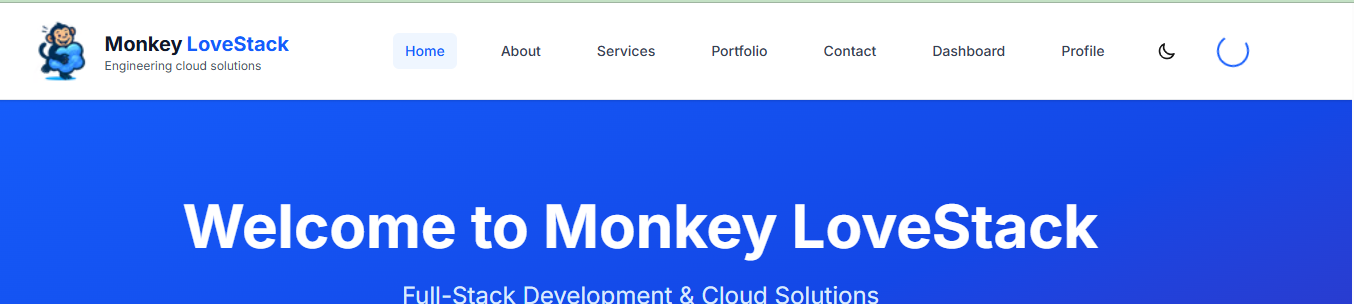 Monkey LoveStack
Engineering cloud solutions
Home About Services Portfolio Contact Dashboard Profile
Welcome to Monkey LoveStack
Full-Stack Development & Cloud Solutions